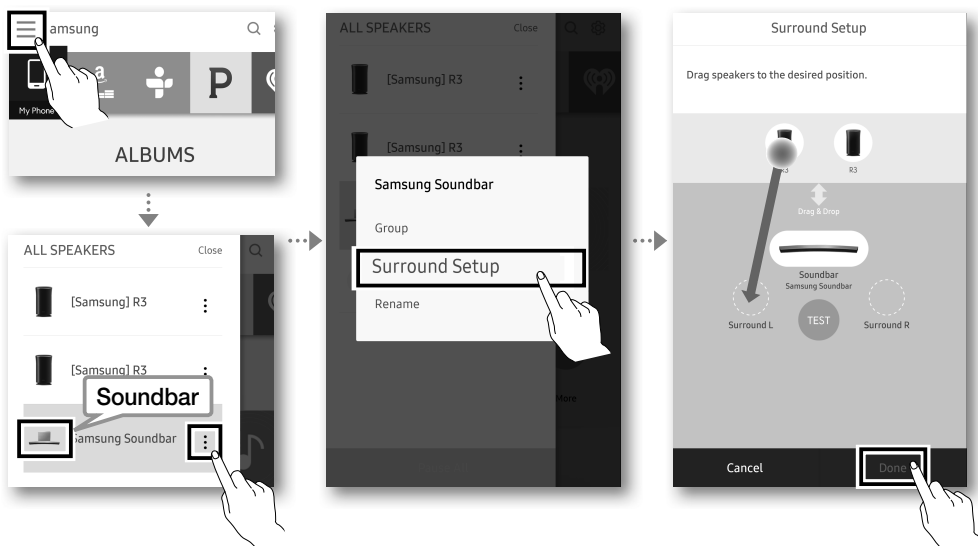 amsung
a
P
My Phone
ALBUMS
ALL SPEAKERS Close
[Samsung] R3
[Samsung] R3
Soundbar
Samsung Soundbar
ALL SPEAKERS Close
[Samsung] R3
[Samsung] R3
Samsung Soundbar
Group
Surround Setup
Rename
More
Surround Setup
Drag speakers to the desired position.
R3 R3
Drag & Drop
Soundbar
Samsung Soundbar
Surround L TEST Surround R
Cancel Done